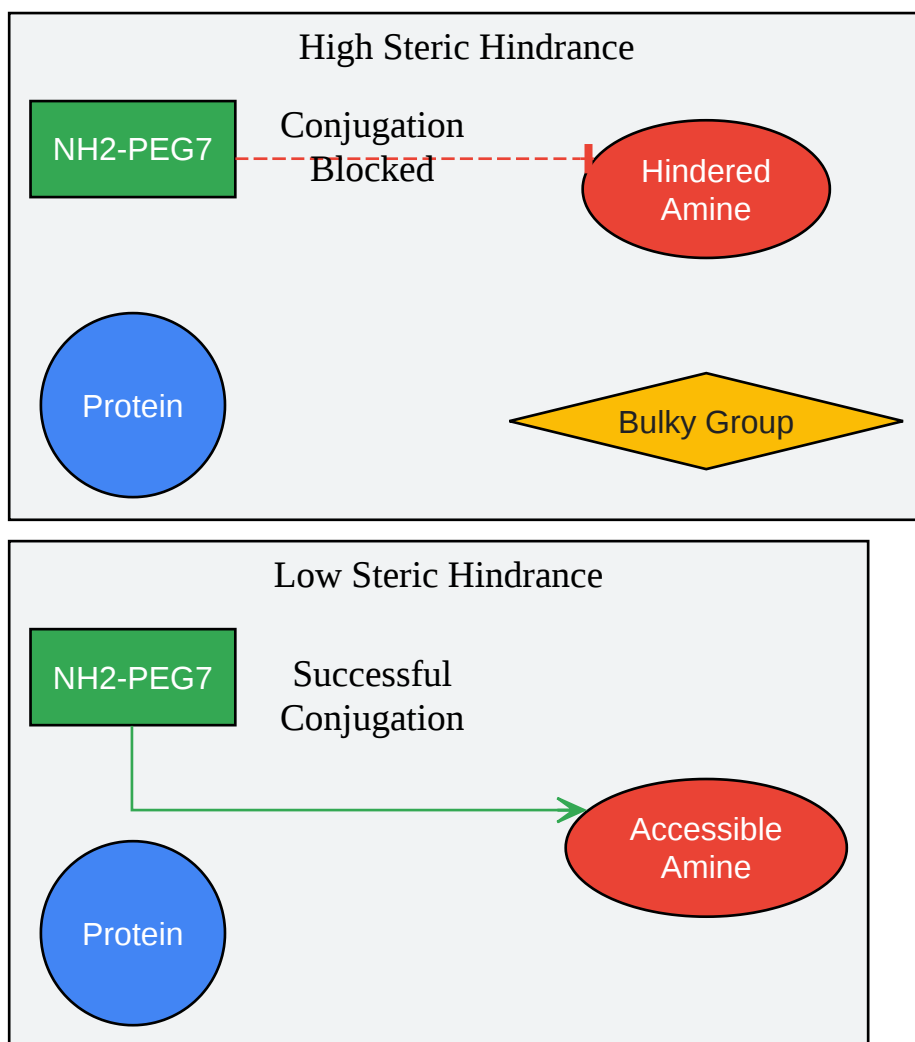 High Steric Hindrance
NH2-PEG7
Conjugation
Blocked
Hindered
Amine
Protein
Bulky Group
Low Steric Hindrance
NH2-PEG7
Successful
Conjugation
Accessible
Amine
Protein